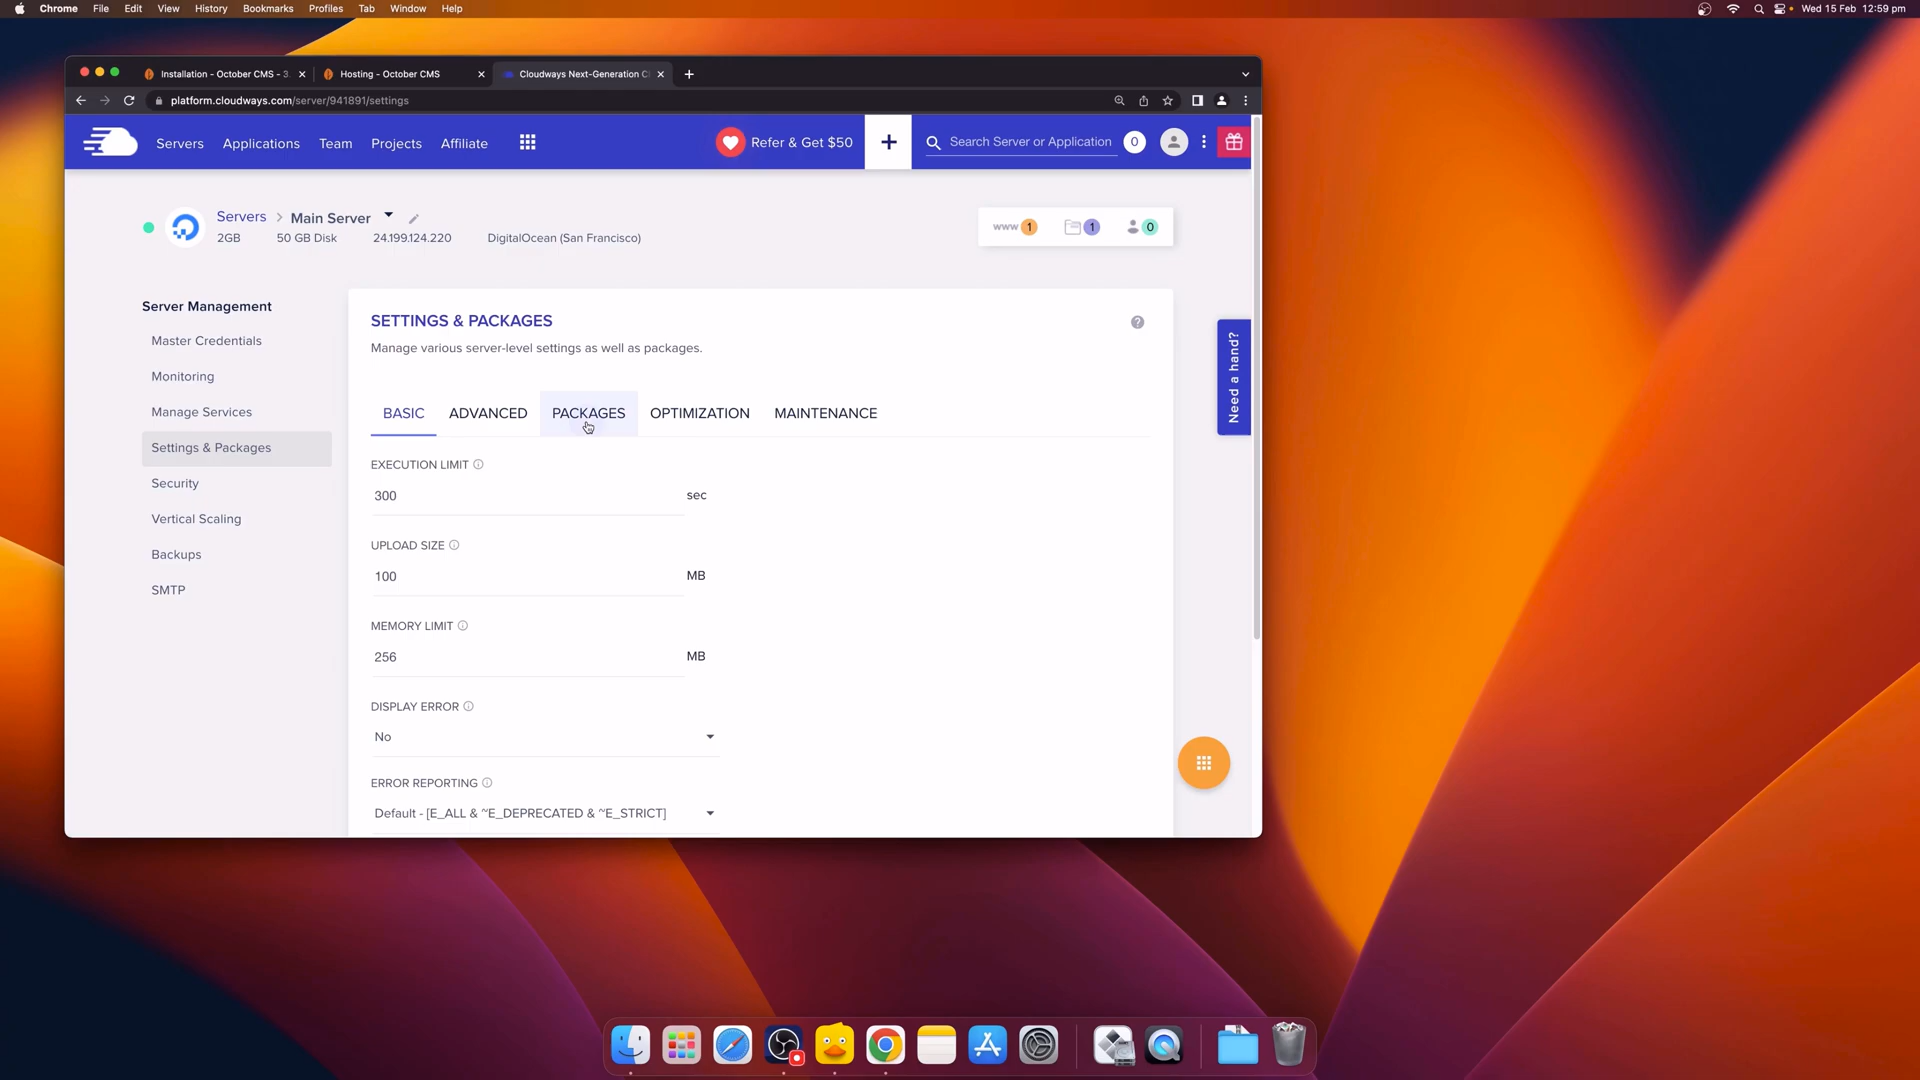 Chrome File Edit View History Bookmarks Profiles Tab Window Help
Wed 15 Feb 12:59 pm
Installation - October CMS - 3.
Hosting - October CMS
Cloudways Next-Generation Cl
platform.cloudways.com/server/941891/settings
Servers Applications Team Projects Affiliate
Refer & Get $50
+
Search Server or Application
0
Servers > Main Server
2GB 50 GB Disk 24.199.124.220 DigitalOcean (San Francisco)
www 1 1 0
Server Management
Master Credentials
Monitoring
Manage Services
Settings & Packages
Security
Vertical Scaling
Backups
SMTP
SETTINGS & PACKAGES
Manage various server-level settings as well as packages.
BASIC ADVANCED PACKAGES OPTIMIZATION MAINTENANCE
EXECUTION LIMIT
300 sec
UPLOAD SIZE
100 MB
MEMORY LIMIT
256 MB
DISPLAY ERROR
No
ERROR REPORTING
Default - [E_ALL & ~E_DEPRECATED & ~E_STRICT]
Need a hand?